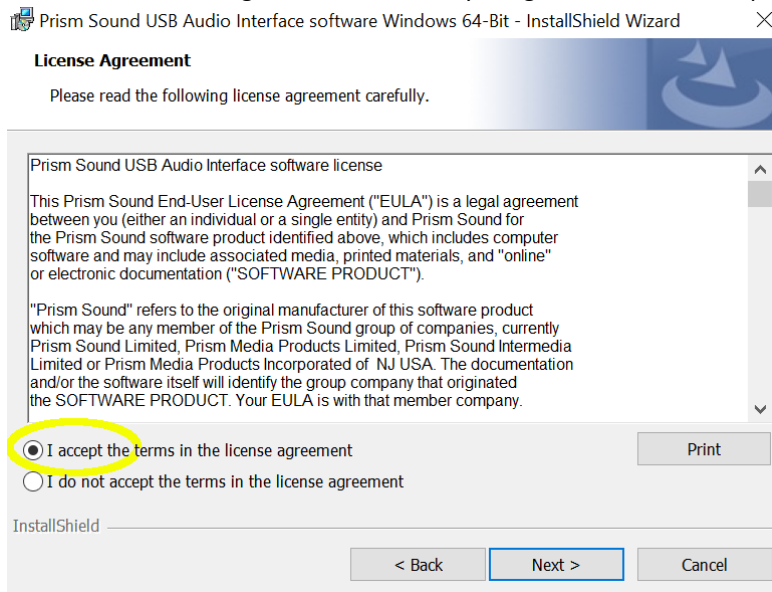 Prism Sound USB Audio Interface software Windows 64-Bit - InstallShield Wizard
License Agreement
Please read the following license agreement carefully.
Prism Sound USB Audio Interface software license
This Prism Sound End-User License Agreement ("EULA") is a legal agreement
between you (either an individual or a single entity) and Prism Sound for
the Prism Sound software product identified above, which includes computer
software and may include associated media, printed materials, and "online"
or electronic documentation ("SOFTWARE PRODUCT").
"Prism Sound" refers to the original manufacturer of this software product
which may be any member of the Prism Sound group of companies, currently
Prism Sound Limited, Prism Media Products Limited, Prism Sound Intermedia
Limited or Prism Media Products Incorporated of NJ USA. The documentation
and/or the software itself will identify the group company that originated
the SOFTWARE PRODUCT. Your EULA is with that member company.
I accept the terms in the license agreement
Print
I do not accept the terms in the license agreement
InstallShield
< Back
Next >
Cancel